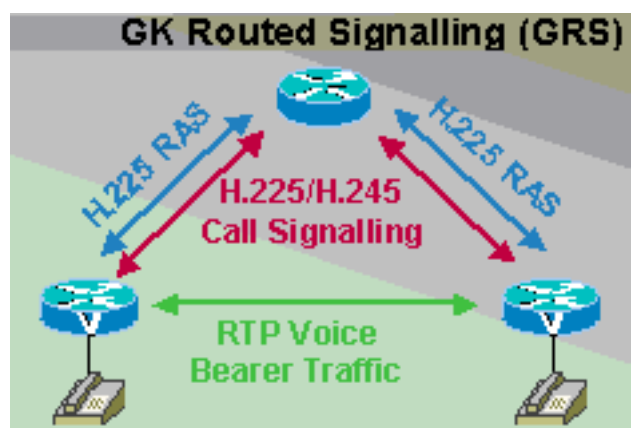 GK Routed Signalling (GRS)
H.225 RAS
H.225 RAS
H.225/H.245
Call Signalling
V
V
RTP Voice
Bearer Traffic